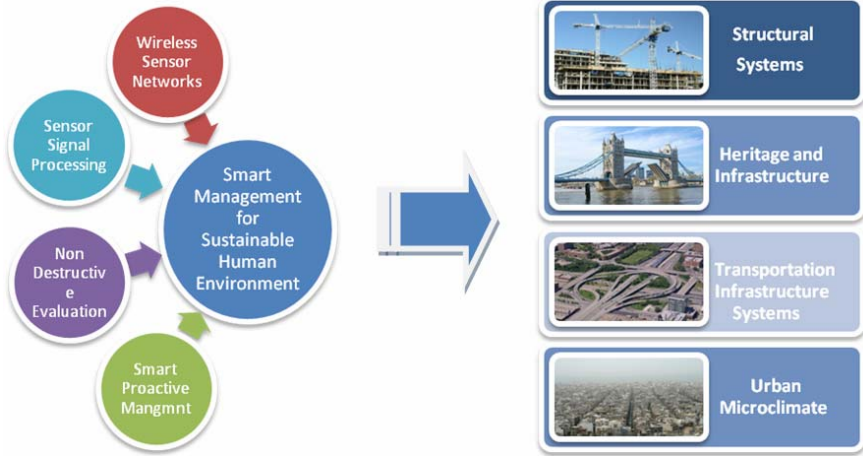 Wireless
Sensor
Networks
Sensor
Signal
Processing
Non
Destructiv
e
Evaluation
Smart
Proactive
Mangmnt
Smart
Management
for
Sustainable
Human
Environment
Structural
Systems
Heritage and
Infrastructure
Transportation
Infrastructure
Systems
Urban
Microclimate